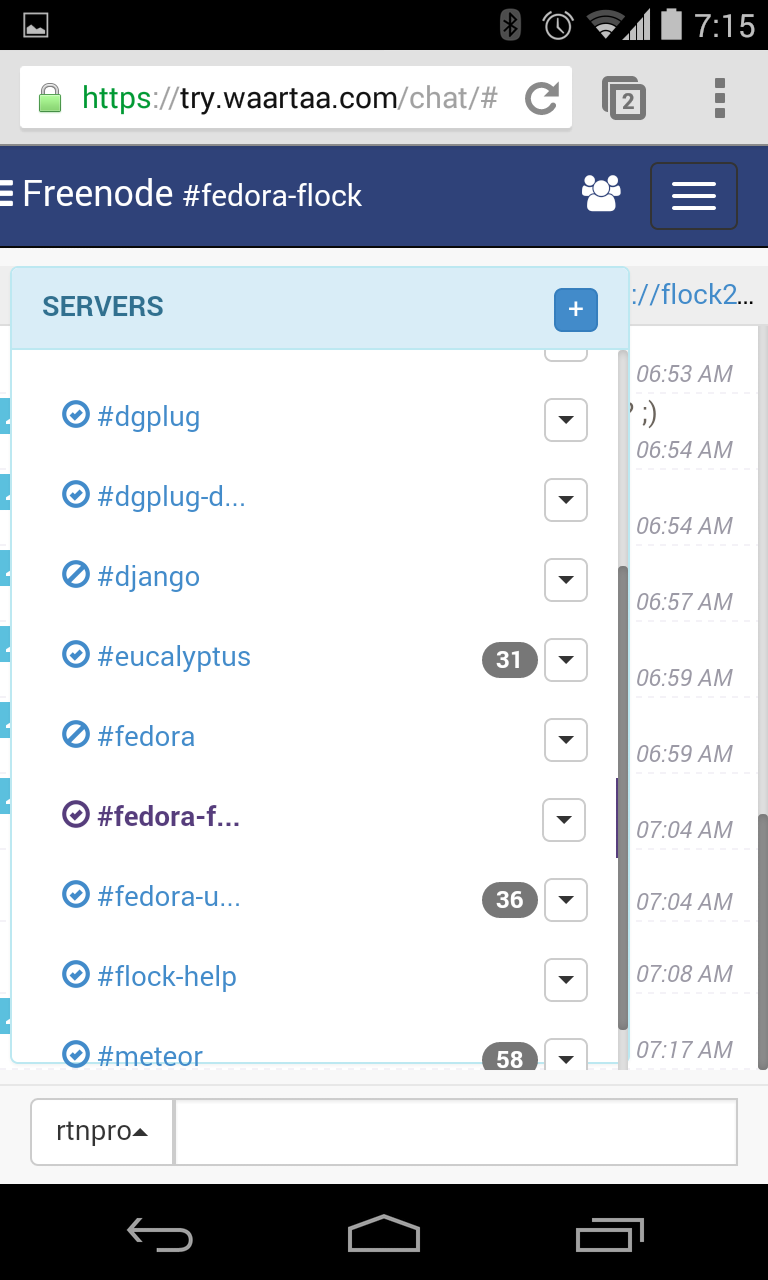 7:15
https://try.waartaa.com/chat/#
2
Freenode #fedora-flock
SERVERS
+
://flock2...
06:53 AM
#dgplug
? ;)
06:54 AM
#dgplug-d...
06:54 AM
#django
06:57 AM
#eucalyptus
31
06:59 AM
#fedora
06:59 AM
#fedora-f...
07:04 AM
#fedora-u...
36
07:04 AM
#flock-help
07:08 AM
#meteor
58
07:17 AM
rtnpro